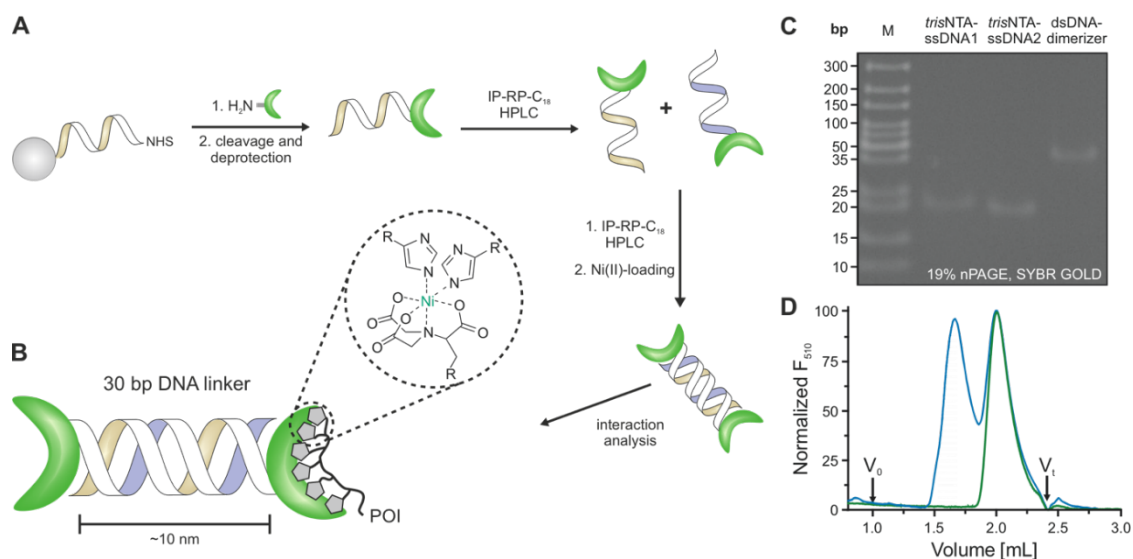 A
NHS
1. H₂N
2. cleavage and
deprotection
IP-RP-C₁₈
HPLC
+
1. IP-RP-C₁₈
HPLC
2. Ni(II)-loading
interaction
analysis
R
R
N
N
N
N
H
H
Ni
O
O
O
O
O
O
N
R
B
30 bp DNA linker
~10 nm
POI
C
bp
M
trisNTA-
ssDNA1
trisNTA-
ssDNA2
dsDNA-
dimerizer
300
200
150
100
50
35
25
20
15
10
19% nPAGE, SYBR GOLD
D
Normalized F₅₁₀
100
75
50
25
0
V₀
Vₜ
1.0 1.5 2.0 2.5 3.0
Volume [mL]